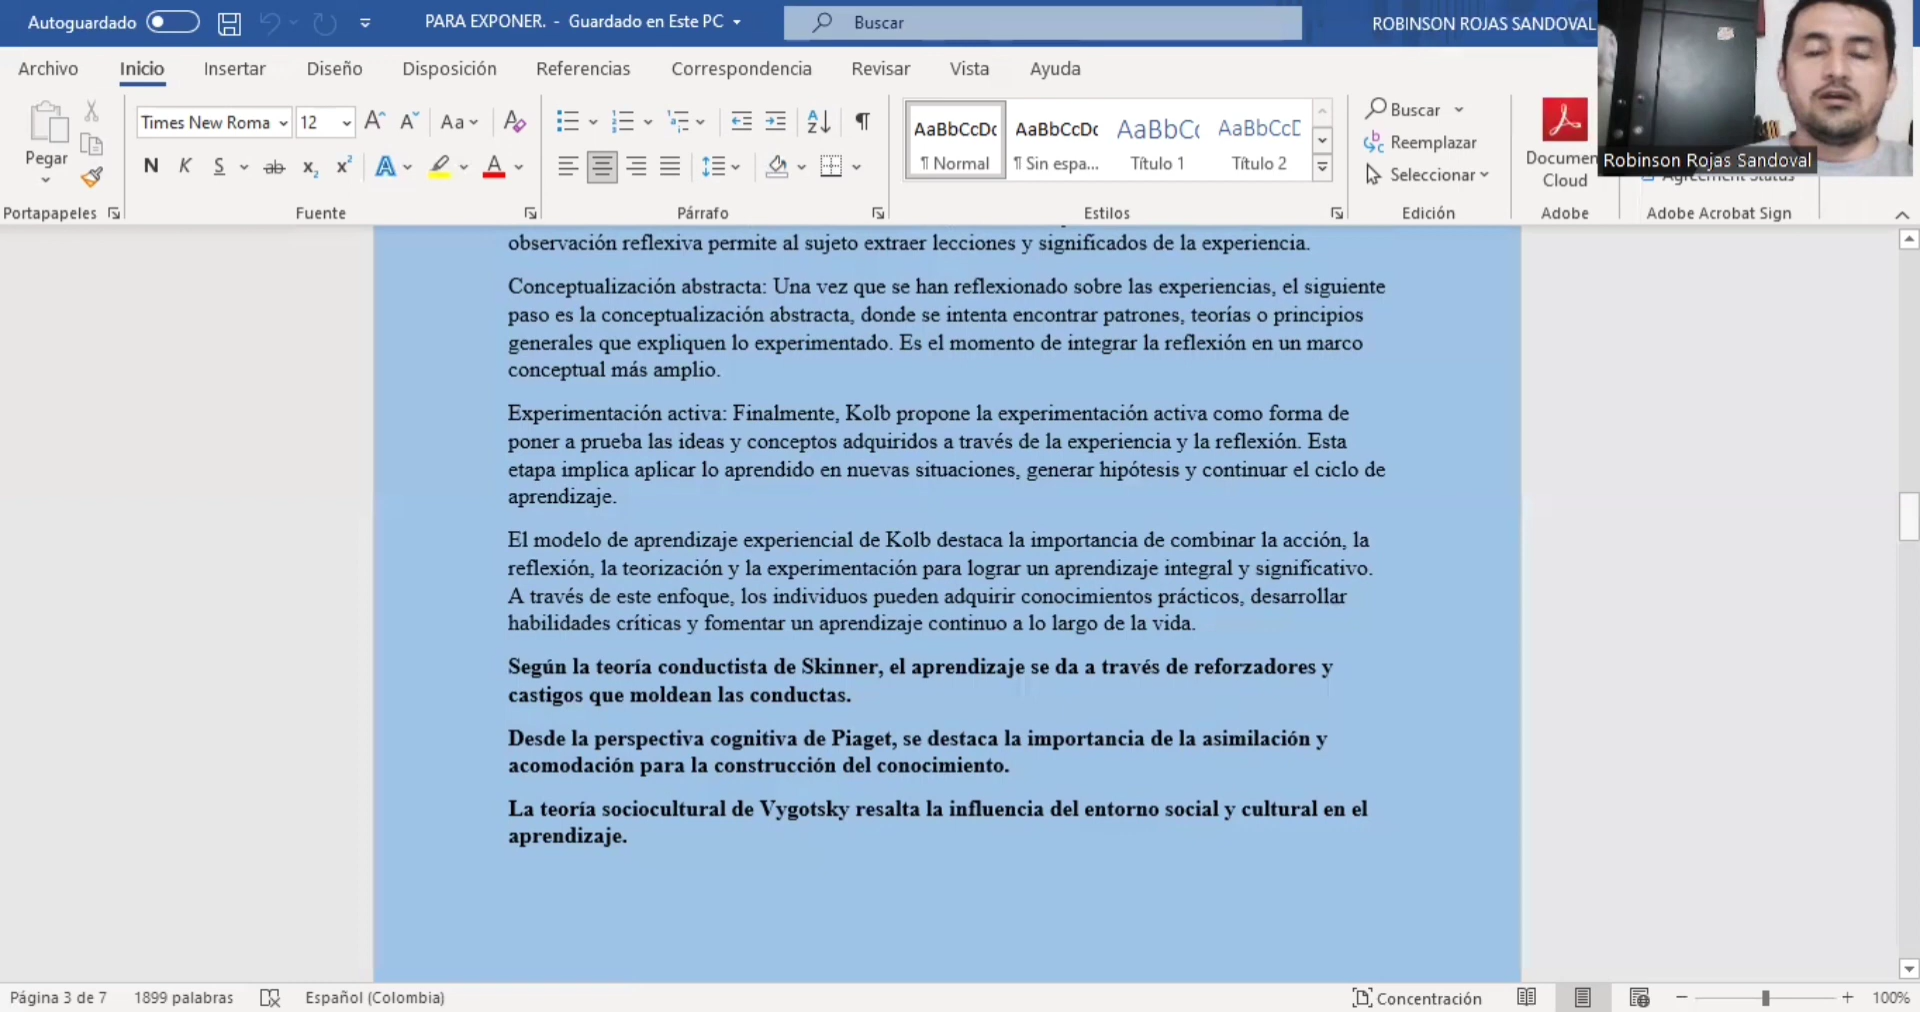 Autoguardado
PARA EXPONER. - Guardado en Este PC
Buscar
ROBINSON ROJAS SANDOVAL
Archivo
Inicio
Insertar
Diseño
Disposición
Referencias
Correspondencia
Revisar
Vista
Ayuda
Pegar
Portapapeles
Times New Roma
12
Aa
N K S ab x₂ x² A A
Fuente
Párrafo
AaBbCcDc
¶ Normal
AaBbCcDc
¶ Sin espa...
AaBbC(
Título 1
AaBbCcE
Título 2
Estilos
Buscar
Reemplazar
Seleccionar
Edición
Documen
Cloud
Adobe
Agreement Status
Adobe Acrobat Sign
Robinson Rojas Sandoval
observación reflexiva permite al sujeto extraer lecciones y significados de la experiencia.
Conceptualización abstracta: Una vez que se han reflexionado sobre las experiencias, el siguiente
paso es la conceptualización abstracta, donde se intenta encontrar patrones, teorías o principios
generales que expliquen lo experimentado. Es el momento de integrar la reflexión en un marco
conceptual más amplio.
Experimentación activa: Finalmente, Kolb propone la experimentación activa como forma de
poner a prueba las ideas y conceptos adquiridos a través de la experiencia y la reflexión. Esta
etapa implica aplicar lo aprendido en nuevas situaciones, generar hipótesis y continuar el ciclo de
aprendizaje.
El modelo de aprendizaje experiencial de Kolb destaca la importancia de combinar la acción, la
reflexión, la teorización y la experimentación para lograr un aprendizaje integral y significativo.
A través de este enfoque, los individuos pueden adquirir conocimientos prácticos, desarrollar
habilidades críticas y fomentar un aprendizaje continuo a lo largo de la vida.
Según la teoría conductista de Skinner, el aprendizaje se da a través de reforzadores y
castigos que moldean las conductas.
Desde la perspectiva cognitiva de Piaget, se destaca la importancia de la asimilación y
acomodación para la construcción del conocimiento.
La teoría sociocultural de Vygotsky resalta la influencia del entorno social y cultural en el
aprendizaje.
Página 3 de 7
1899 palabras
Español (Colombia)
Concentración
100%